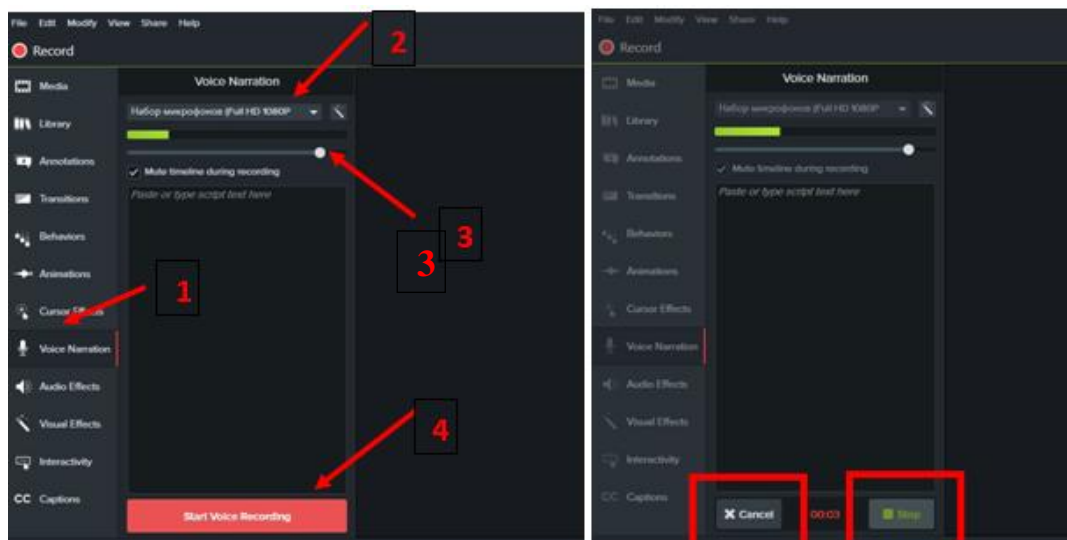 File Edit Modify View Share Help
Record
Media
Library
Annotations
Transitions
Behaviors
Animations
Cursor Effects
Voice Narration
Audio Effects
Visual Effects
Interactivity
CC Captions
Voice Narration
Набор микрофонов (Full HD 1080P
Mute timeline during recording
Paste or type script text here
Start Voice Recording
1
2
3
3
4
File Edit Modify View Share Help
Record
Media
Library
Annotations
Transitions
Behaviors
Animations
Cursor Effects
Voice Narration
Audio Effects
Visual Effects
Interactivity
CC Captions
Voice Narration
Набор микрофонов (Full HD 1080P
Mute timeline during recording
Paste or type script text here
Cancel
00:03
Stop